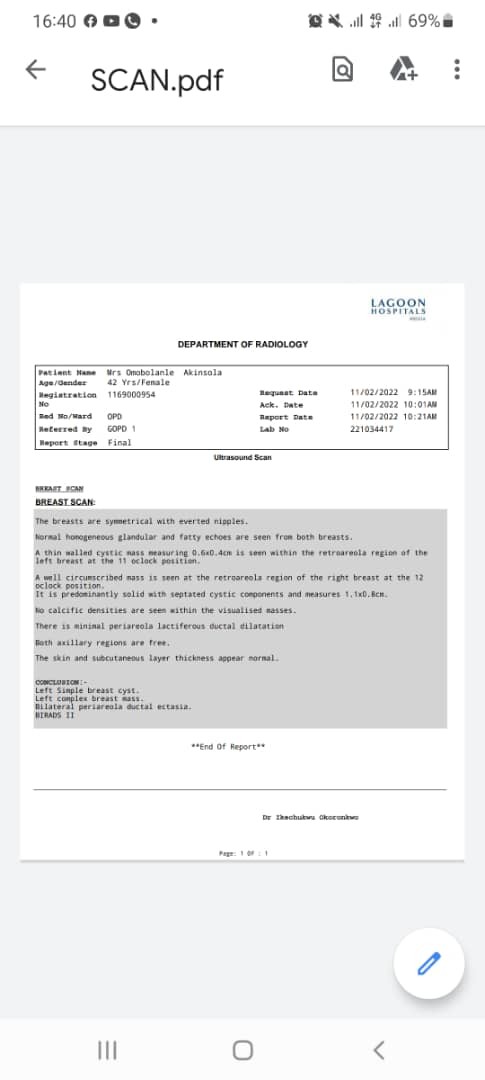 16:40
4G
69%
SCAN.pdf
LAGOON
HOSPITALS
DEPARTMENT OF RADIOLOGY
Patient Name Mrs Omobolanle Akinsola
Age/Gender 42 Yrs/Female
Registration No 1169000954
Request Date 11/02/2022 9:15AM
Ack. Date 11/02/2022 10:01AM
Bed No/Ward OPD
Report Date 11/02/2022 10:21AM
Referred By GOPD 1
Lab No 221034417
Report Stage Final
Ultrasound Scan
BREAST SCAN
BREAST SCAN:
The breasts are symmetrical with everted nipples.
Normal homogeneous glandular and fatty echoes are seen from both breasts.
A thin walled cystic mass measuring 0.6x0.4cm is seen within the retroareola region of the
left breast at the 11 oclock position.
A well circumscribed mass is seen at the retroareola region of the right breast at the 12
oclock position.
It is predominantly solid with septated cystic components and measures 1.1x0.8cm.
No calcific densities are seen within the visualised masses.
There is minimal periareola lactiferous ductal dilatation
Both axillary regions are free.
The skin and subcutaneous layer thickness appear normal.
CONCLUSION:-
Left Simple breast cyst.
Left complex breast mass.
Bilateral periareola ductal ectasia.
BIRADS II
**End Of Report**
Dr Ikechukwu Okoronkwo
Page: 1 OF : 1